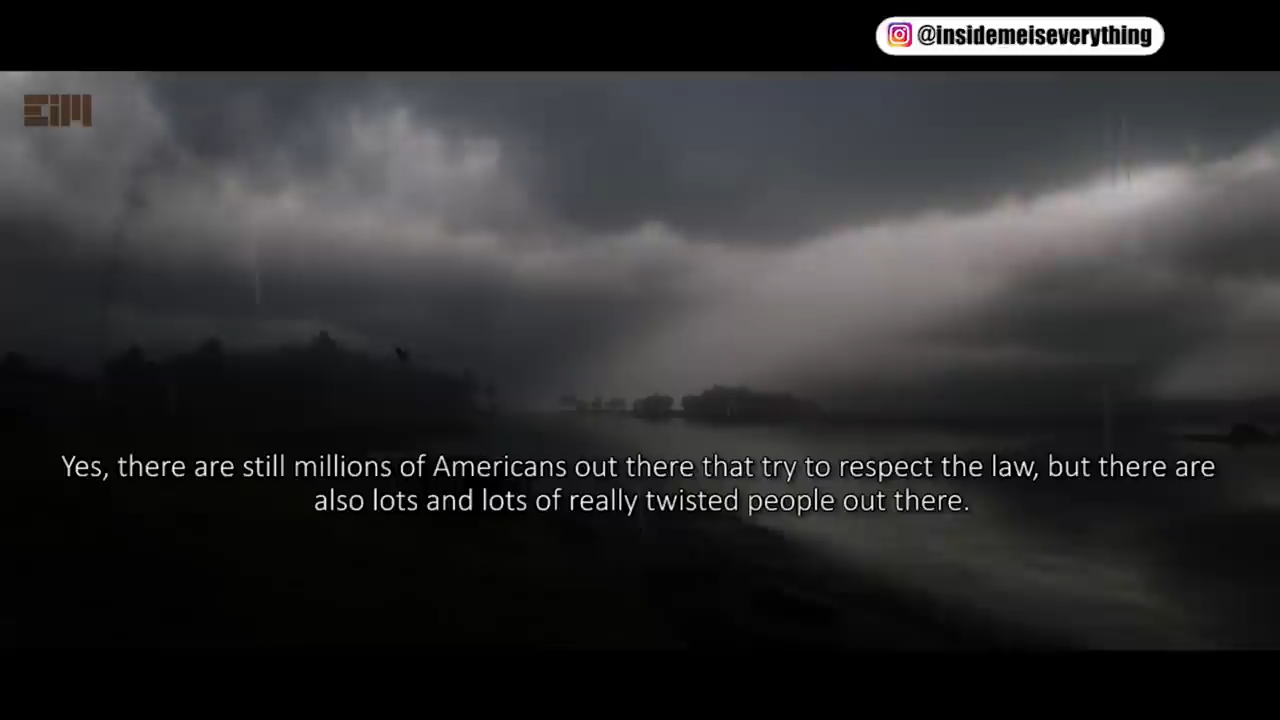 @insidemeiseverything
EiM
Yes, there are still millions of Americans out there that try to respect the law, but there are
also lots and lots of really twisted people out there.